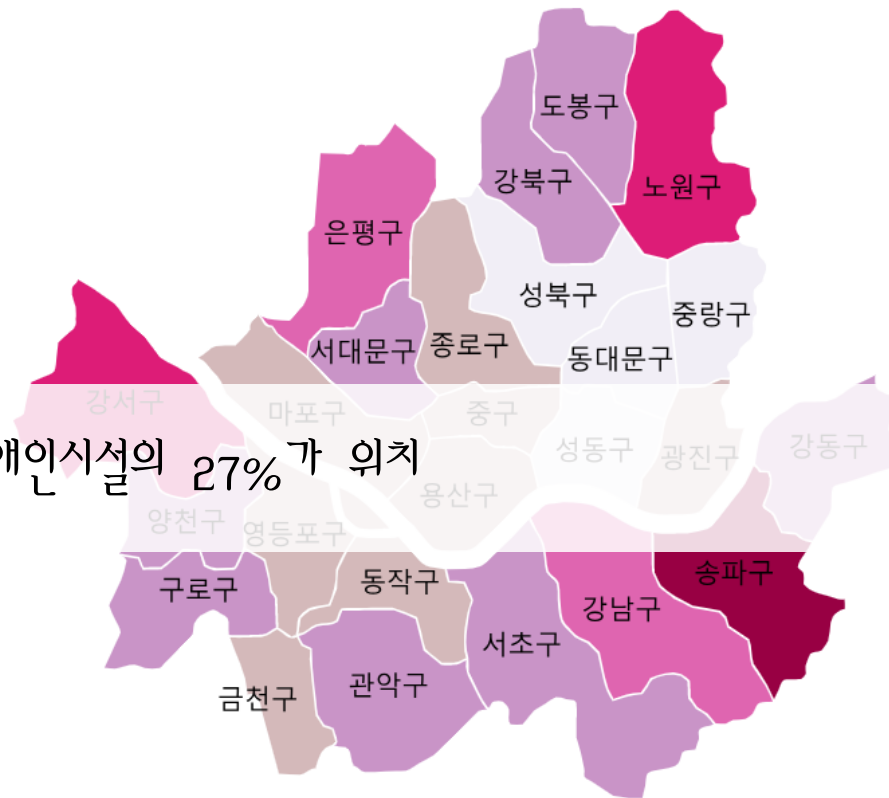 도봉구
강북구
노원구
은평구
성북구
중랑구
서대문구
종로구
동대문구
강서구
마포구
중구
성동구
광진구
강동구
애인시설의 27%가 위치
용산구
양천구
영등포구
구로구
동작구
송파구
강남구
서초구
금천구
관악구